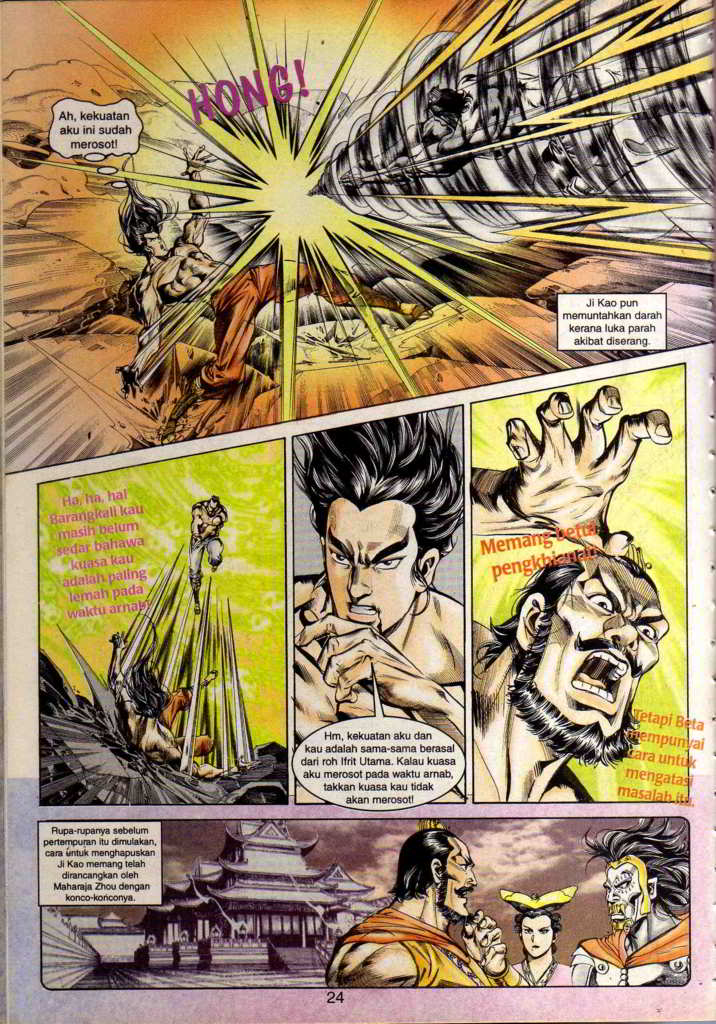 HONG!
Ah, kekuatan
aku ini sudah
merosot!
Ji Kao pun
memuntahkan darah
kerana luka parah
akibat diserang.
Ha, ha, ha!
Barangkali kau
masih belum
sedar bahawa
kuasa kau
adalah paling
lemah pada
waktu arnab!
Hm, kekuatan aku dan
kau adalah sama-sama berasal
dari roh Ifrit Utama. Kalau kuasa
aku merosot pada waktu arnab,
takkan kuasa kau tidak
akan merosot!
Memang betul
pengkhianah
Tetapi Beta
mempunyai
cara untuk
mengatasi
masalah itu.
Rupa-rupanya sebelum
pertempuran itu dimulakan,
cara untuk menghapuskan
Ji Kao memang telah
dirancangkan oleh
Maharaja Zhou dengan
konco-konconya.
24